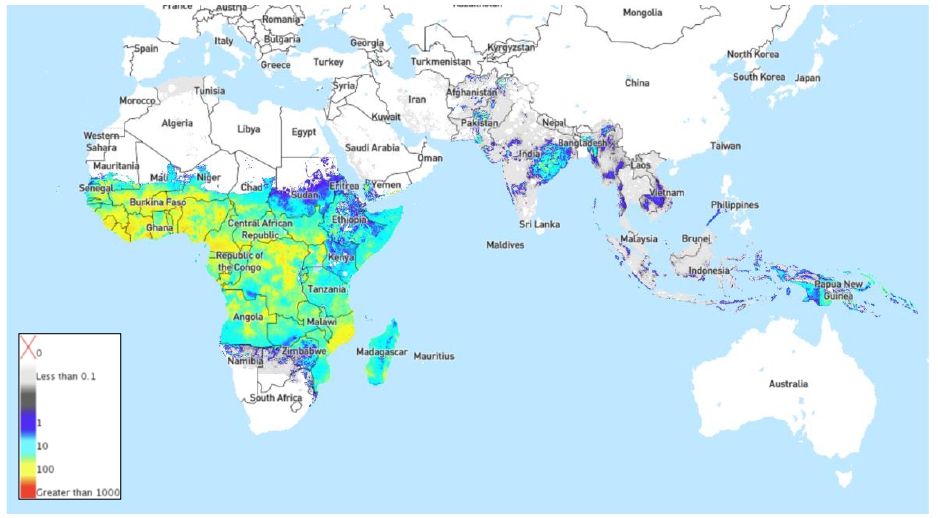 France
Austria
Romania
Kazakhstan
Mongolia
Spain
Italy
Bulgaria
Georgia
Kyrgyzstan
North Korea
Greece
Turkey
Turkmenistan
South Korea
Japan
Tunisia
Syria
Iran
Afghanistan
China
Morocco
Kuwait
Algeria
Libya
Egypt
Pakistan
Nepal
Western
Sahara
Saudi Arabia
Oman
India
Bangladesh
Taiwan
Mauritania
Mali
Niger
Chad
Sudan
Eritrea
Yemen
Laos
Senegal
Burkina Faso
Vietnam
Philippines
Ghana
Central African
Republic
Ethiopia
Sri Lanka
Maldives
Malaysia
Brunei
Republic of
the Congo
Kenya
Indonesia
Tanzania
Papua New
Guinea
Angola
Malawi
Namibia
Zimbabwe
Madagascar
Mauritius
Australia
South Africa
0
Less than 0.1
1
10
100
Greater than 1000